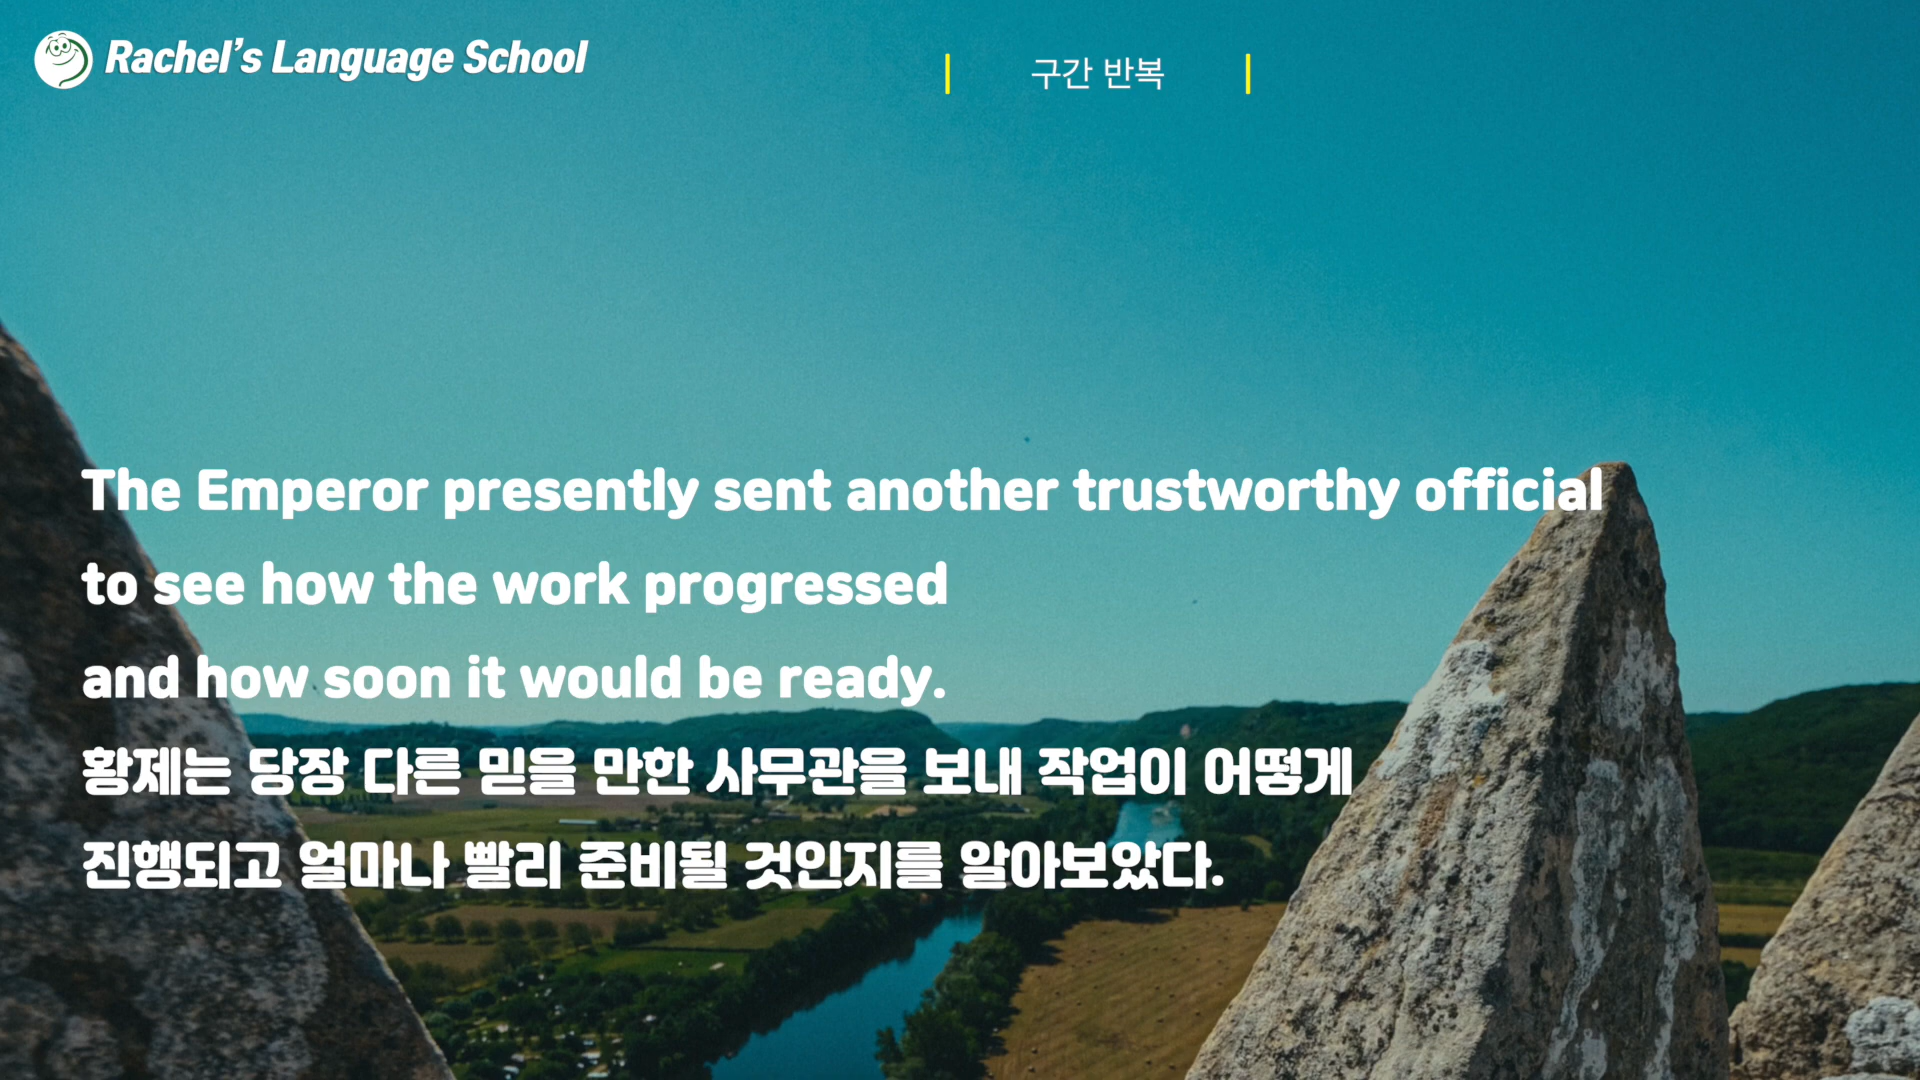 Rachel's Language School
구간 반복
The Emperor presently sent another trustworthy official
to see how the work progressed
and how soon it would be ready.
황제는 당장 다른 믿을 만한 사무관을 보내 작업이 어떻게
진행되고 얼마나 빨리 준비될 것인지를 알아보았다.